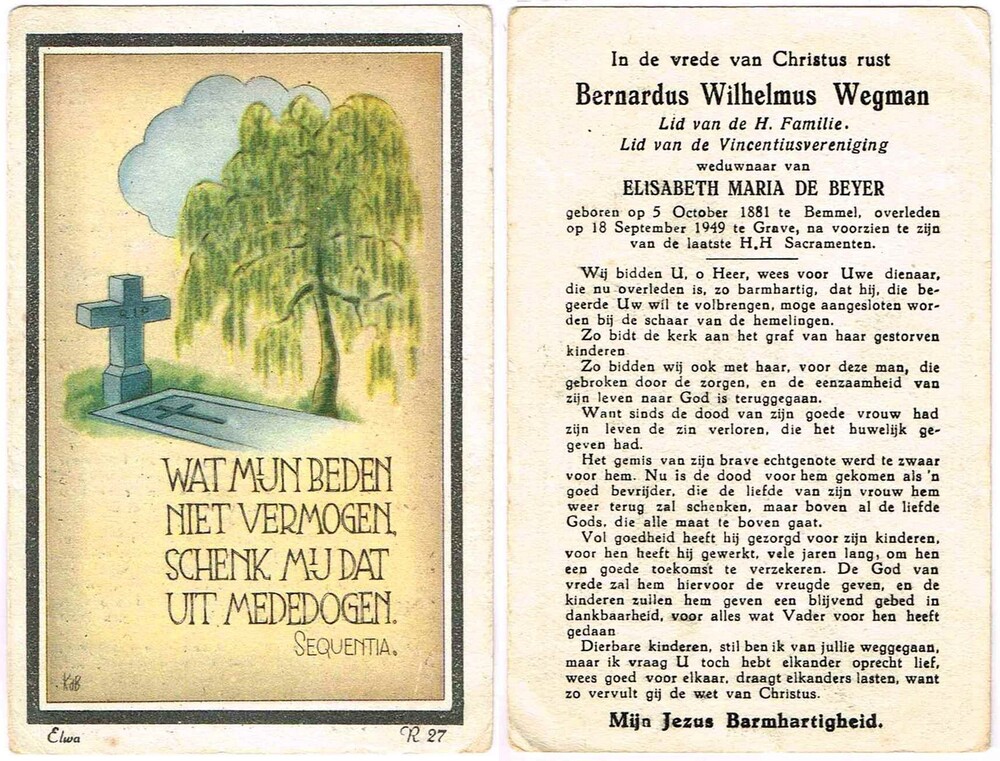 R.I.P
WAT MIJN BEDEN
NIET VERMOGEN,
SCHENK MIJ DAT
UIT MEDEDOGEN.
SEQUENTIA.
KdB
Elwa
R 27
In de vrede van Christus rust
Bernardus Wilhelmus Wegman
Lid van de H. Familie.
Lid van de Vincentiusvereniging
weduwnaar van
ELISABETH MARIA DE BEYER
geboren op 5 October 1881 te Bemmel, overleden
op 18 September 1949 te Grave, na voorzien te zijn
van de laatste H,H Sacramenten.
Wij bidden U, o Heer, wees voor Uwe dienaar,
die nu overleden is, zo barmhartig, dat hij, die be-
geerde Uw wil te volbrengen, moge aangesloten wor-
den bij de schaar van de hemelingen.
Zo bidt de kerk aan het graf van haar gestorven
kinderen
Zo bidden wij ook met haar, voor deze man, die
gebroken door de zorgen, en de eenzaamheid van
zijn leven naar God is teruggegaan.
Want sinds de dood van zijn goede vrouw had
zijn leven de zin verloren, die het huwelijk ge-
geven had.
Het gemis van zijn brave echtgenote werd te zwaar
voor hem. Nu is de dood voor hem gekomen als 'n
goed bevrijder, die de liefde van zijn vrouw hem
weer terug zal schenken, maar boven al de liefde
Gods, die alle maat te boven gaat.
Vol goedheid heeft hij gezorgd voor zijn kinderen,
voor hen heeft hij gewerkt, vele jaren lang, om hen
een goede toekomst te verzekeren. De God van
vrede zal hem hiervoor de vreugde geven, en de
kinderen zullen hem geven een blijvend gebed in
dankbaarheid, voor alles wat Vader voor hen heeft
gedaan
Dierbare kinderen, stil ben ik van jullie weggegaan,
maar ik vraag U toch hebt elkander oprecht lief,
wees goed voor elkaar, draagt elkanders lasten, want
zo vervult gij de wet van Christus.
Mijn Jezus Barmhartigheid.